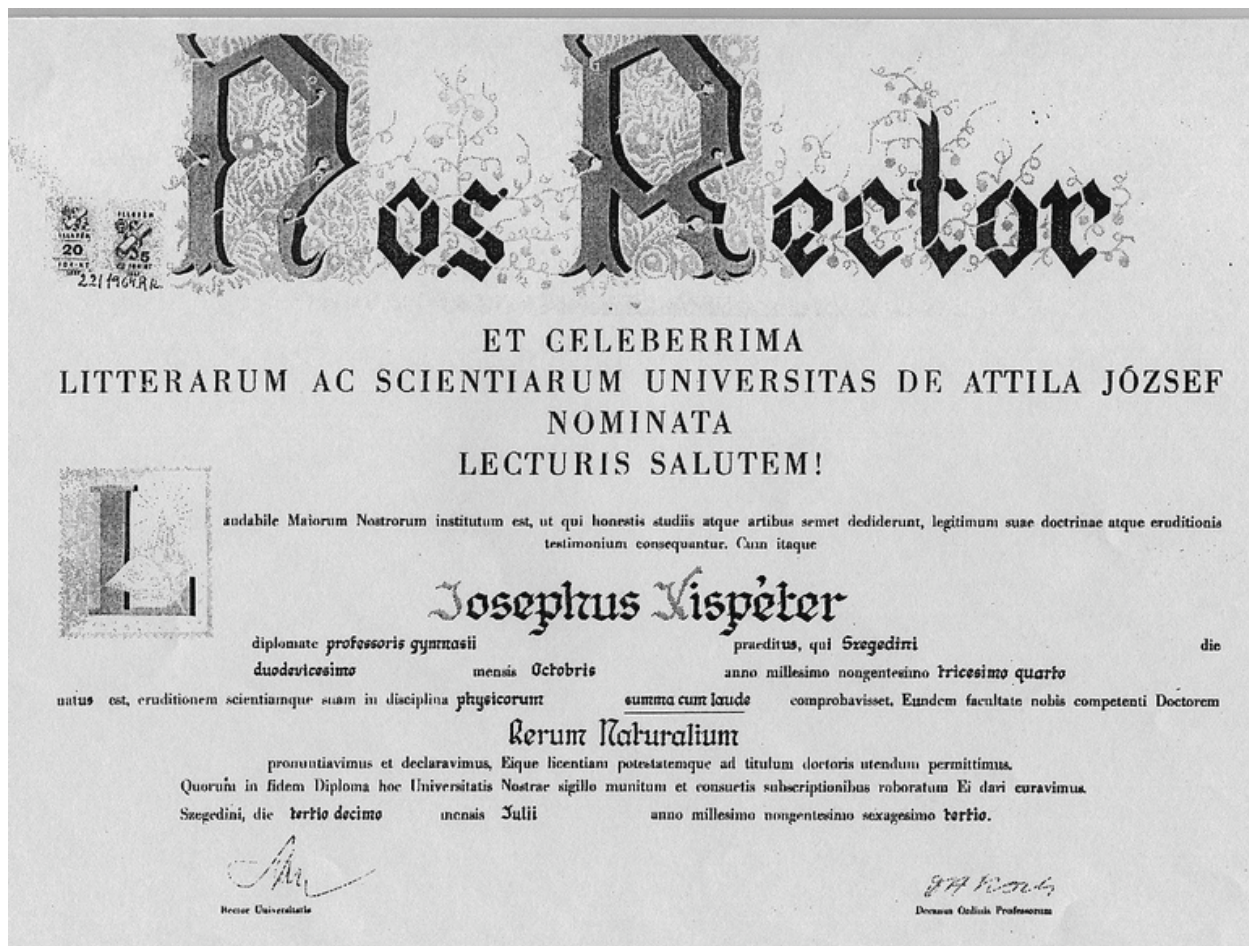 Nos Rector
ILLETÉK
20
FORINT
5
ET CELEBERRIMA
LITTERARUM AC SCIENTIARUM UNIVERSITAS DE ATTILA JÓZSEF
NOMINATA
LECTURIS SALUTEM!
Laudabile Maiorum Nostrorum institutum est, ut qui honestis studiis atque artibus semet dediderunt, legitimum suae doctrinae atque eruditionis
testimonium consequantur. Cum itaque
Josephus Kispéter
diplomate professoris gymnasii praeditus, qui Szegedini die
duodevicesimo mensis Octobris anno millesimo nongentesimo tricesimo quarto
natus est, eruditionem scientiamque suam in disciplina physicorum summa cum laude comprobavisset, Eundem facultate nobis competenti Doctorem
Rerum Naturalium
pronuntiavimus et declaravimus, Eique licentiam potestatemque ad titulum doctoris utendum permittimus.
Quorum in fidem Diploma hoc Universitatis Nostrae sigillo munitum et consuetis subscriptionibus roboratum Ei dari curavimus.
Szegedini, die tertio decimo mensis Julii anno millesimo nongentesimo sexagesimo tertio.
Rector Universitatis
Decanus Ordinis Professorum